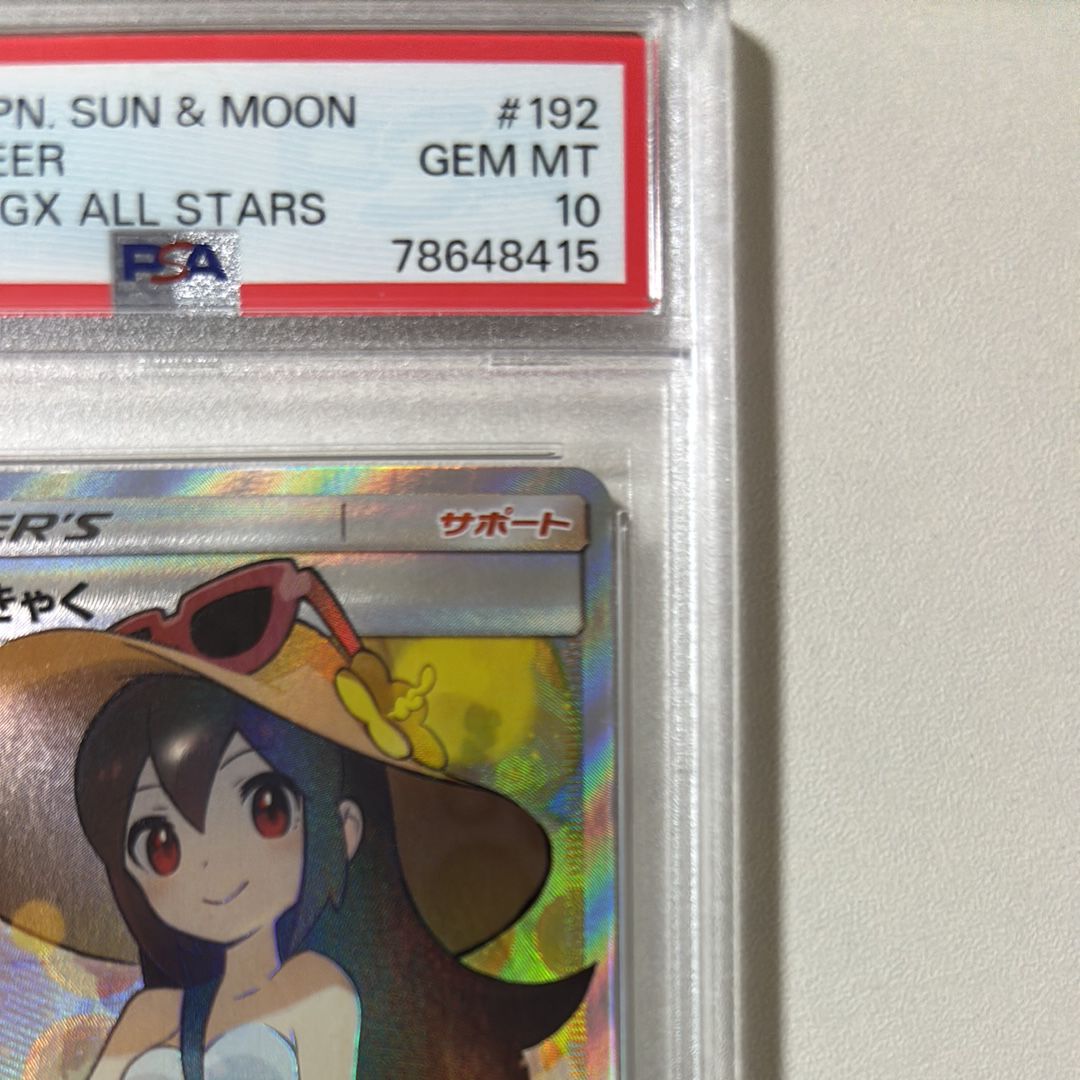 PN. SUN & MOON #192
EER GEM MT
GX ALL STARS 10
PSA 78648415
ER'S サポート
きゃく